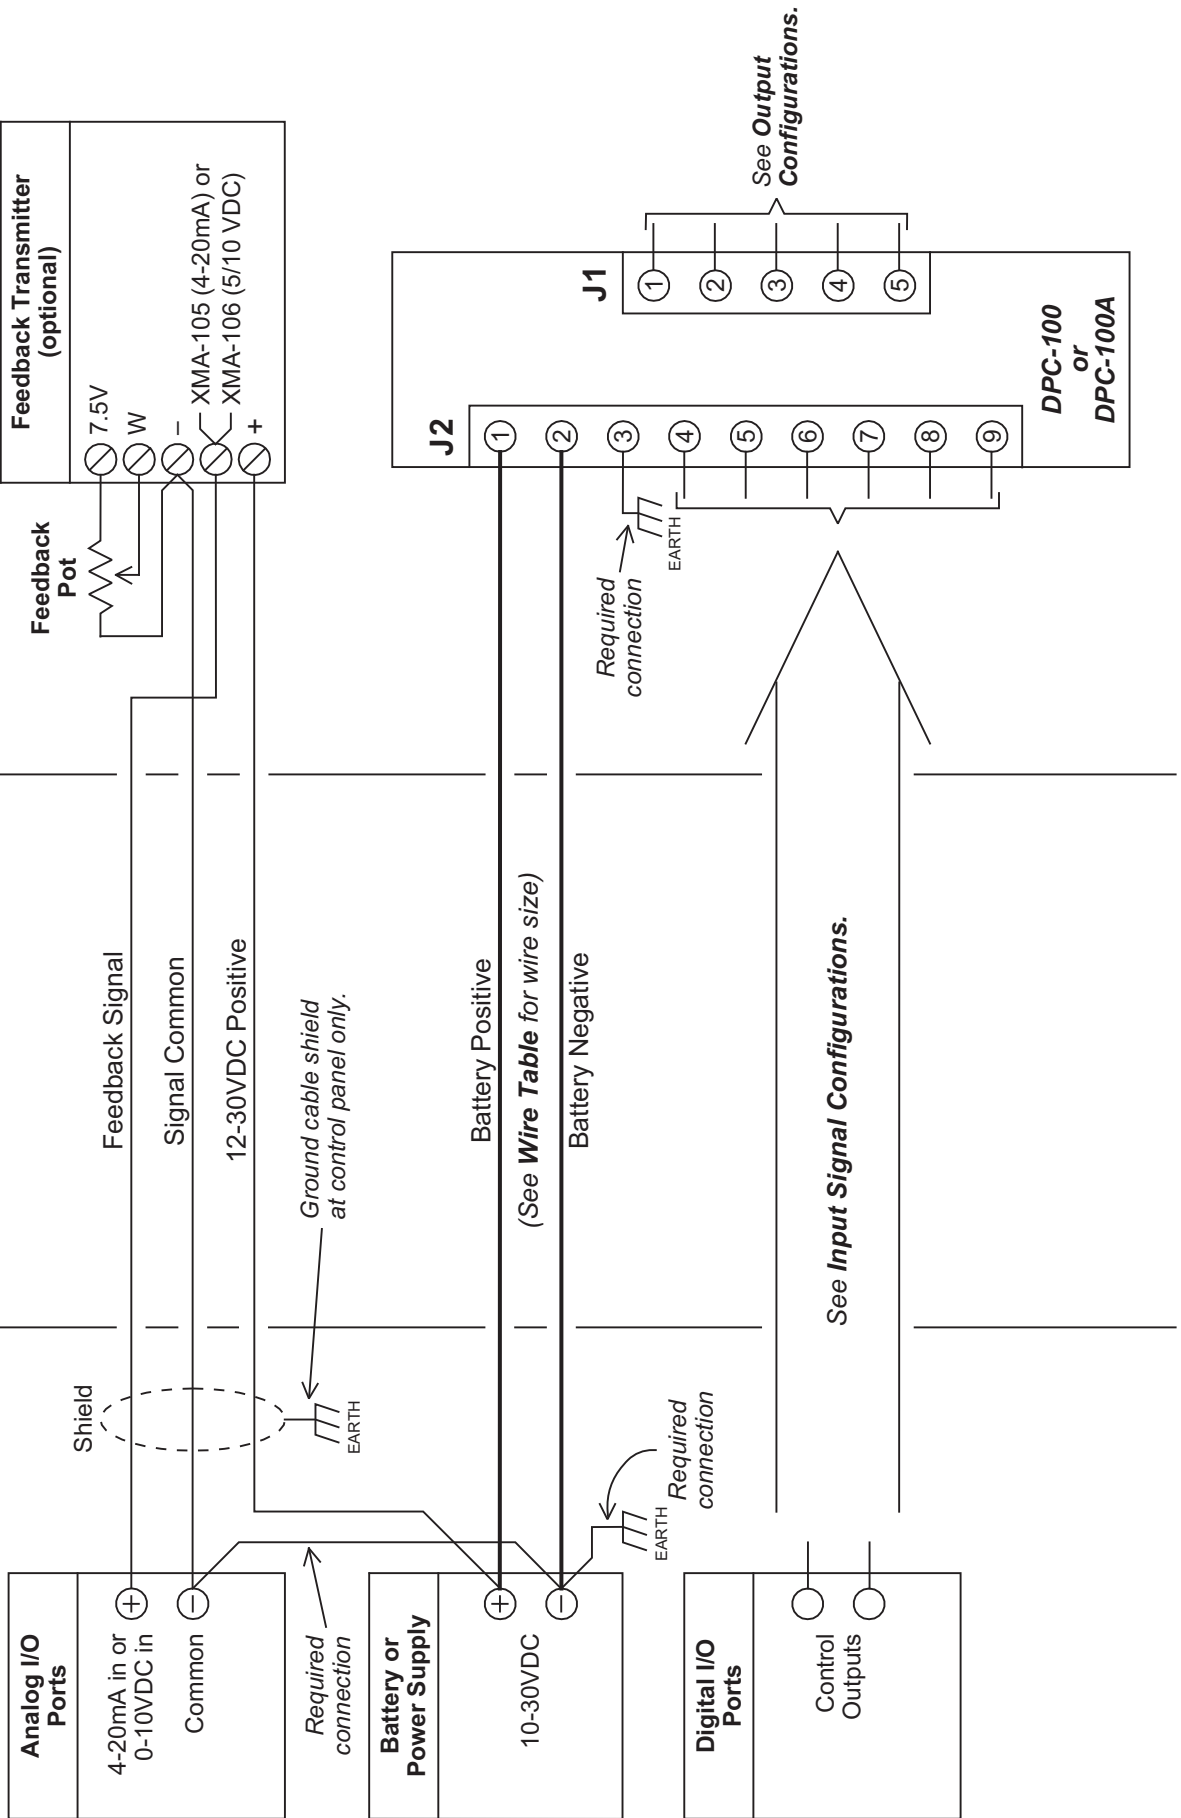 Analog I/O
Ports
4-20mA in or
0-10VDC in
+
Common
–
Shield
EARTH
Ground cable shield
at control panel only.
Feedback Signal
Signal Common
12-30VDC Positive
Feedback
Pot
Feedback Transmitter
(optional)
7.5V
W
–
XMA-105 (4-20mA) or
XMA-106 (5/10 VDC)
+
Required
connection
Battery or
Power Supply
10-30VDC
+
–
EARTH
Required
connection
Battery Positive
(See Wire Table for wire size)
Battery Negative
Required
connection
EARTH
J2
1
2
3
4
5
6
7
8
9
J1
1
2
3
4
5
See Output
Configurations.
DPC-100
or
DPC-100A
Digital I/O
Ports
Control
Outputs
See Input Signal Configurations.